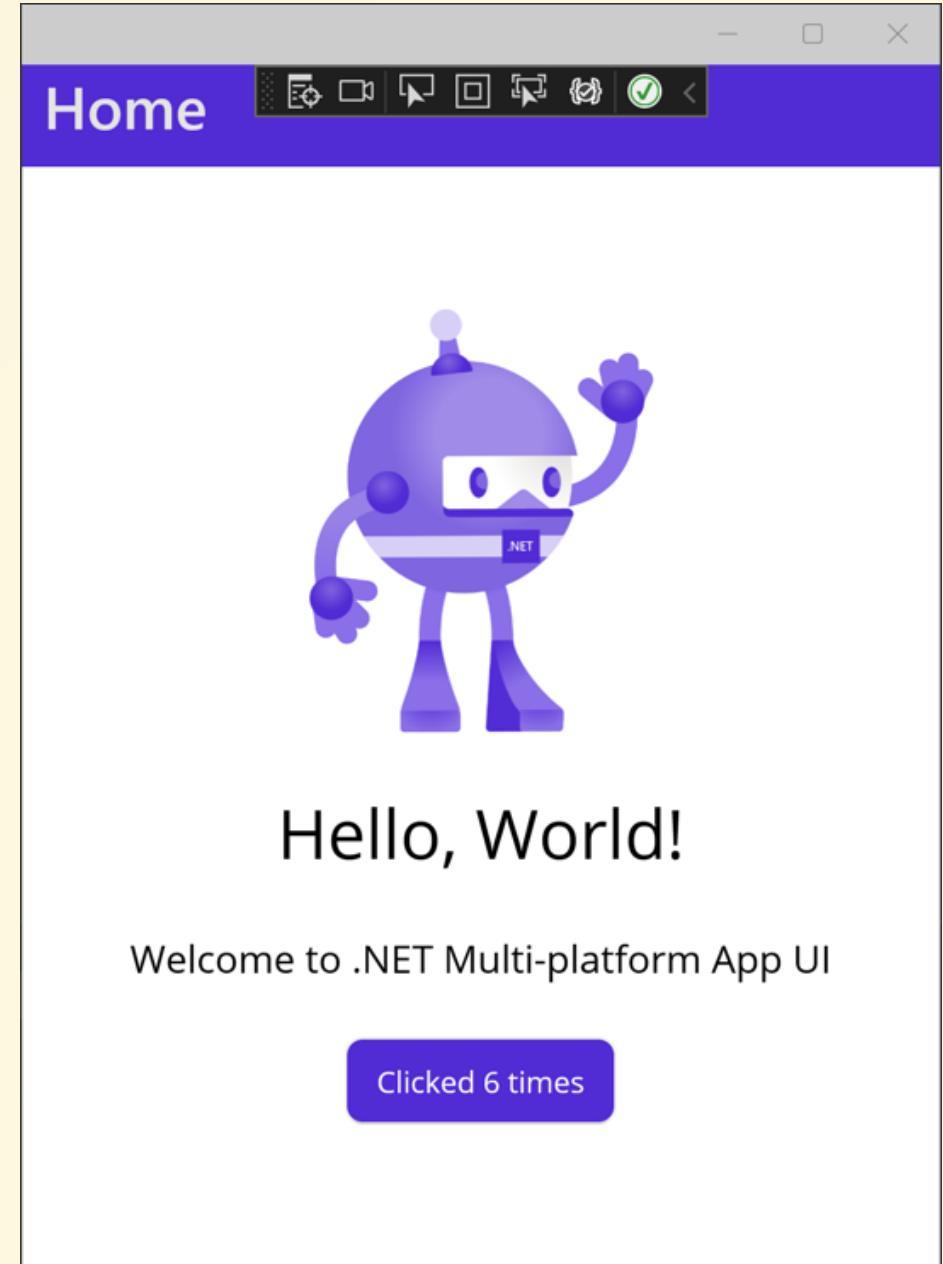 Home
.NET
Hello, World!
Welcome to .NET Multi-platform App UI
Clicked 6 times